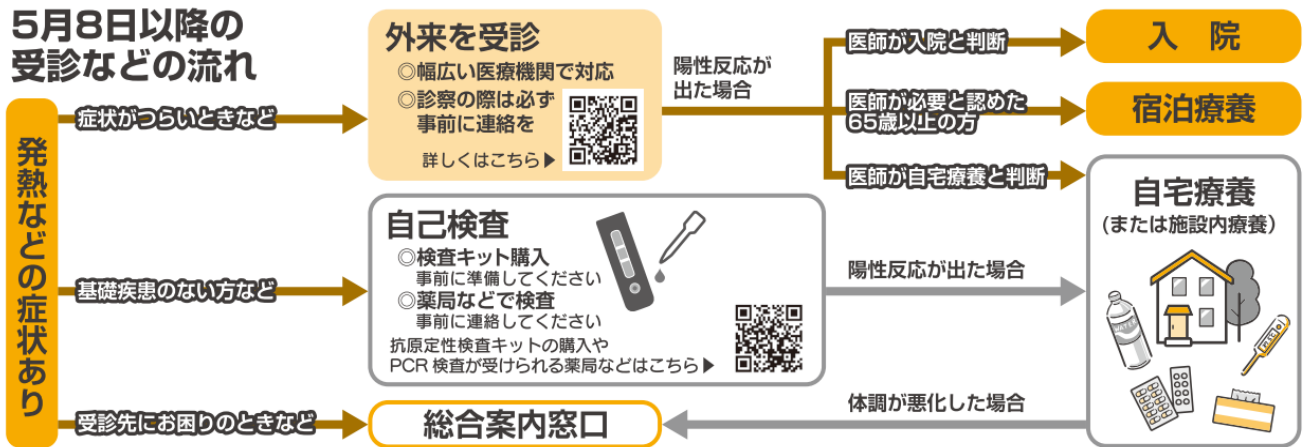 5月8日以降の
受診などの流れ
発熱などの症状あり
症状がつらいときなど
外来を受診
◎幅広い医療機関で対応
◎診察の際は必ず
事前に連絡を
詳しくはこちら▶
陽性反応が
出た場合
医師が入院と判断
入 院
医師が必要と認めた
65歳以上の方
宿泊療養
医師が自宅療養と判断
自宅療養
(または施設内療養)
WATER
基礎疾患のない方など
自己検査
◎検査キット購入
事前に準備してください
◎薬局などで検査
事前に連絡してください
抗原定性検査キットの購入や
PCR検査が受けられる薬局などはこちら▶
陽性反応が出た場合
受診先にお困りのときなど
総合案内窓口
体調が悪化した場合